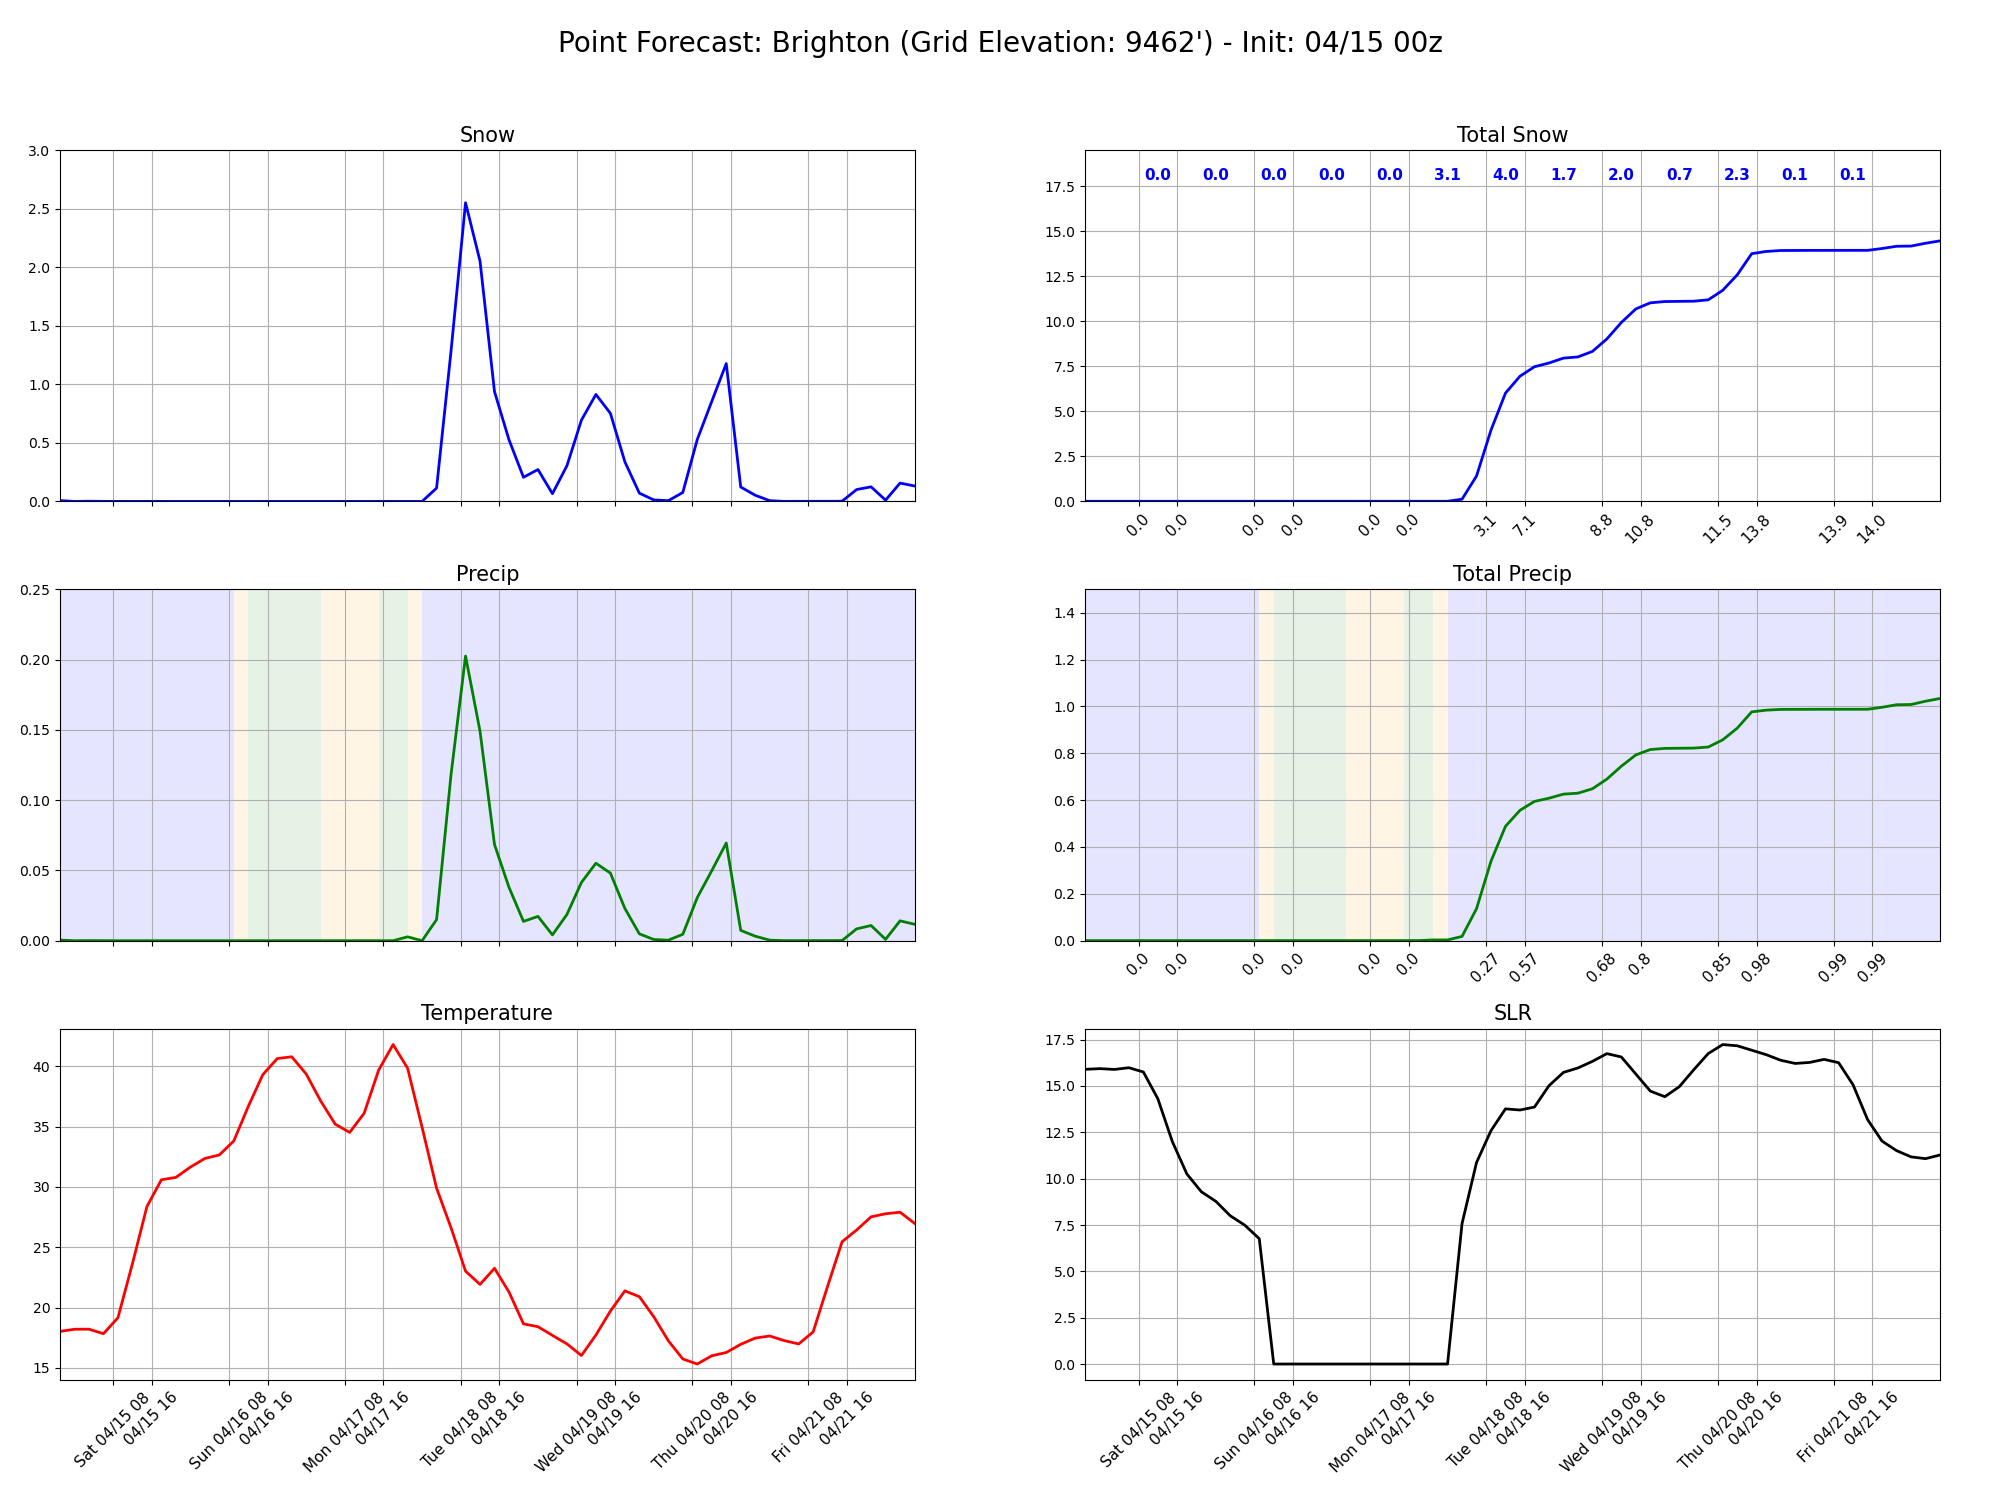 Point Forecast: Brighton (Grid Elevation: 9462') - Init: 04/15 00z
Snow
3.0
2.5
2.0
1.5
1.0
0.5
0.0
Total Snow
0.0 0.0 0.0 0.0 0.0 3.1 4.0 1.7 2.0 0.7 2.3 0.1 0.1
17.5
15.0
12.5
10.0
7.5
5.0
2.5
0.0
0.0 0.0 0.0 0.0 0.0 0.0 3.1 7.1 8.8 10.8 11.5 13.8 13.9 14.0
Precip
0.25
0.20
0.15
0.10
0.05
0.00
Total Precip
1.4
1.2
1.0
0.8
0.6
0.4
0.2
0.0
0.0 0.0 0.0 0.0 0.0 0.0 0.27 0.57 0.68 0.8 0.85 0.98 0.99 0.99
Temperature
40
35
30
25
20
15
Sat 04/15 08
04/15 16
Sun 04/16 08
04/16 16
Mon 04/17 08
04/17 16
Tue 04/18 08
04/18 16
Wed 04/19 08
04/19 16
Thu 04/20 08
04/20 16
Fri 04/21 08
04/21 16
SLR
17.5
15.0
12.5
10.0
7.5
5.0
2.5
0.0
Sat 04/15 08
04/15 16
Sun 04/16 08
04/16 16
Mon 04/17 08
04/17 16
Tue 04/18 08
04/18 16
Wed 04/19 08
04/19 16
Thu 04/20 08
04/20 16
Fri 04/21 08
04/21 16